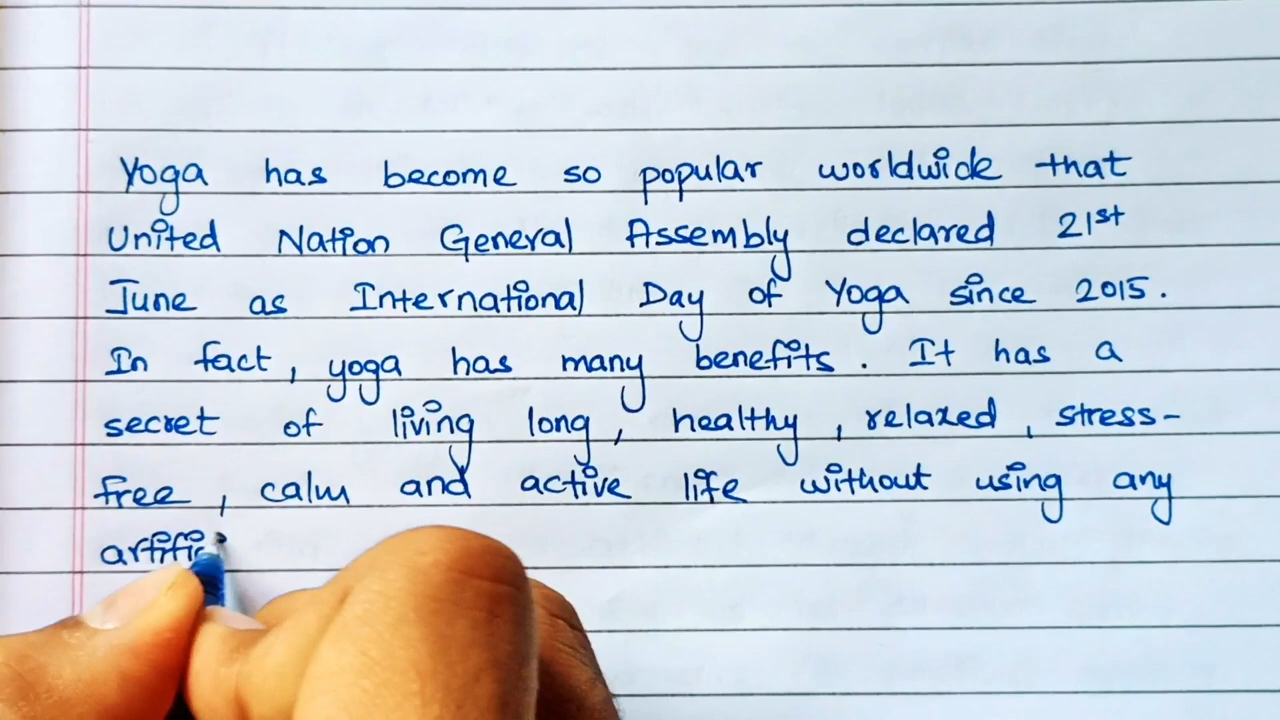 Yoga has become so popular worldwide that
United Nation General Assembly declared 21st
June as International Day of Yoga since 2015.
In fact, yoga has many benefits. It has a
secret of living long, healthy, relaxed, stress-
free, calm and active life without using any